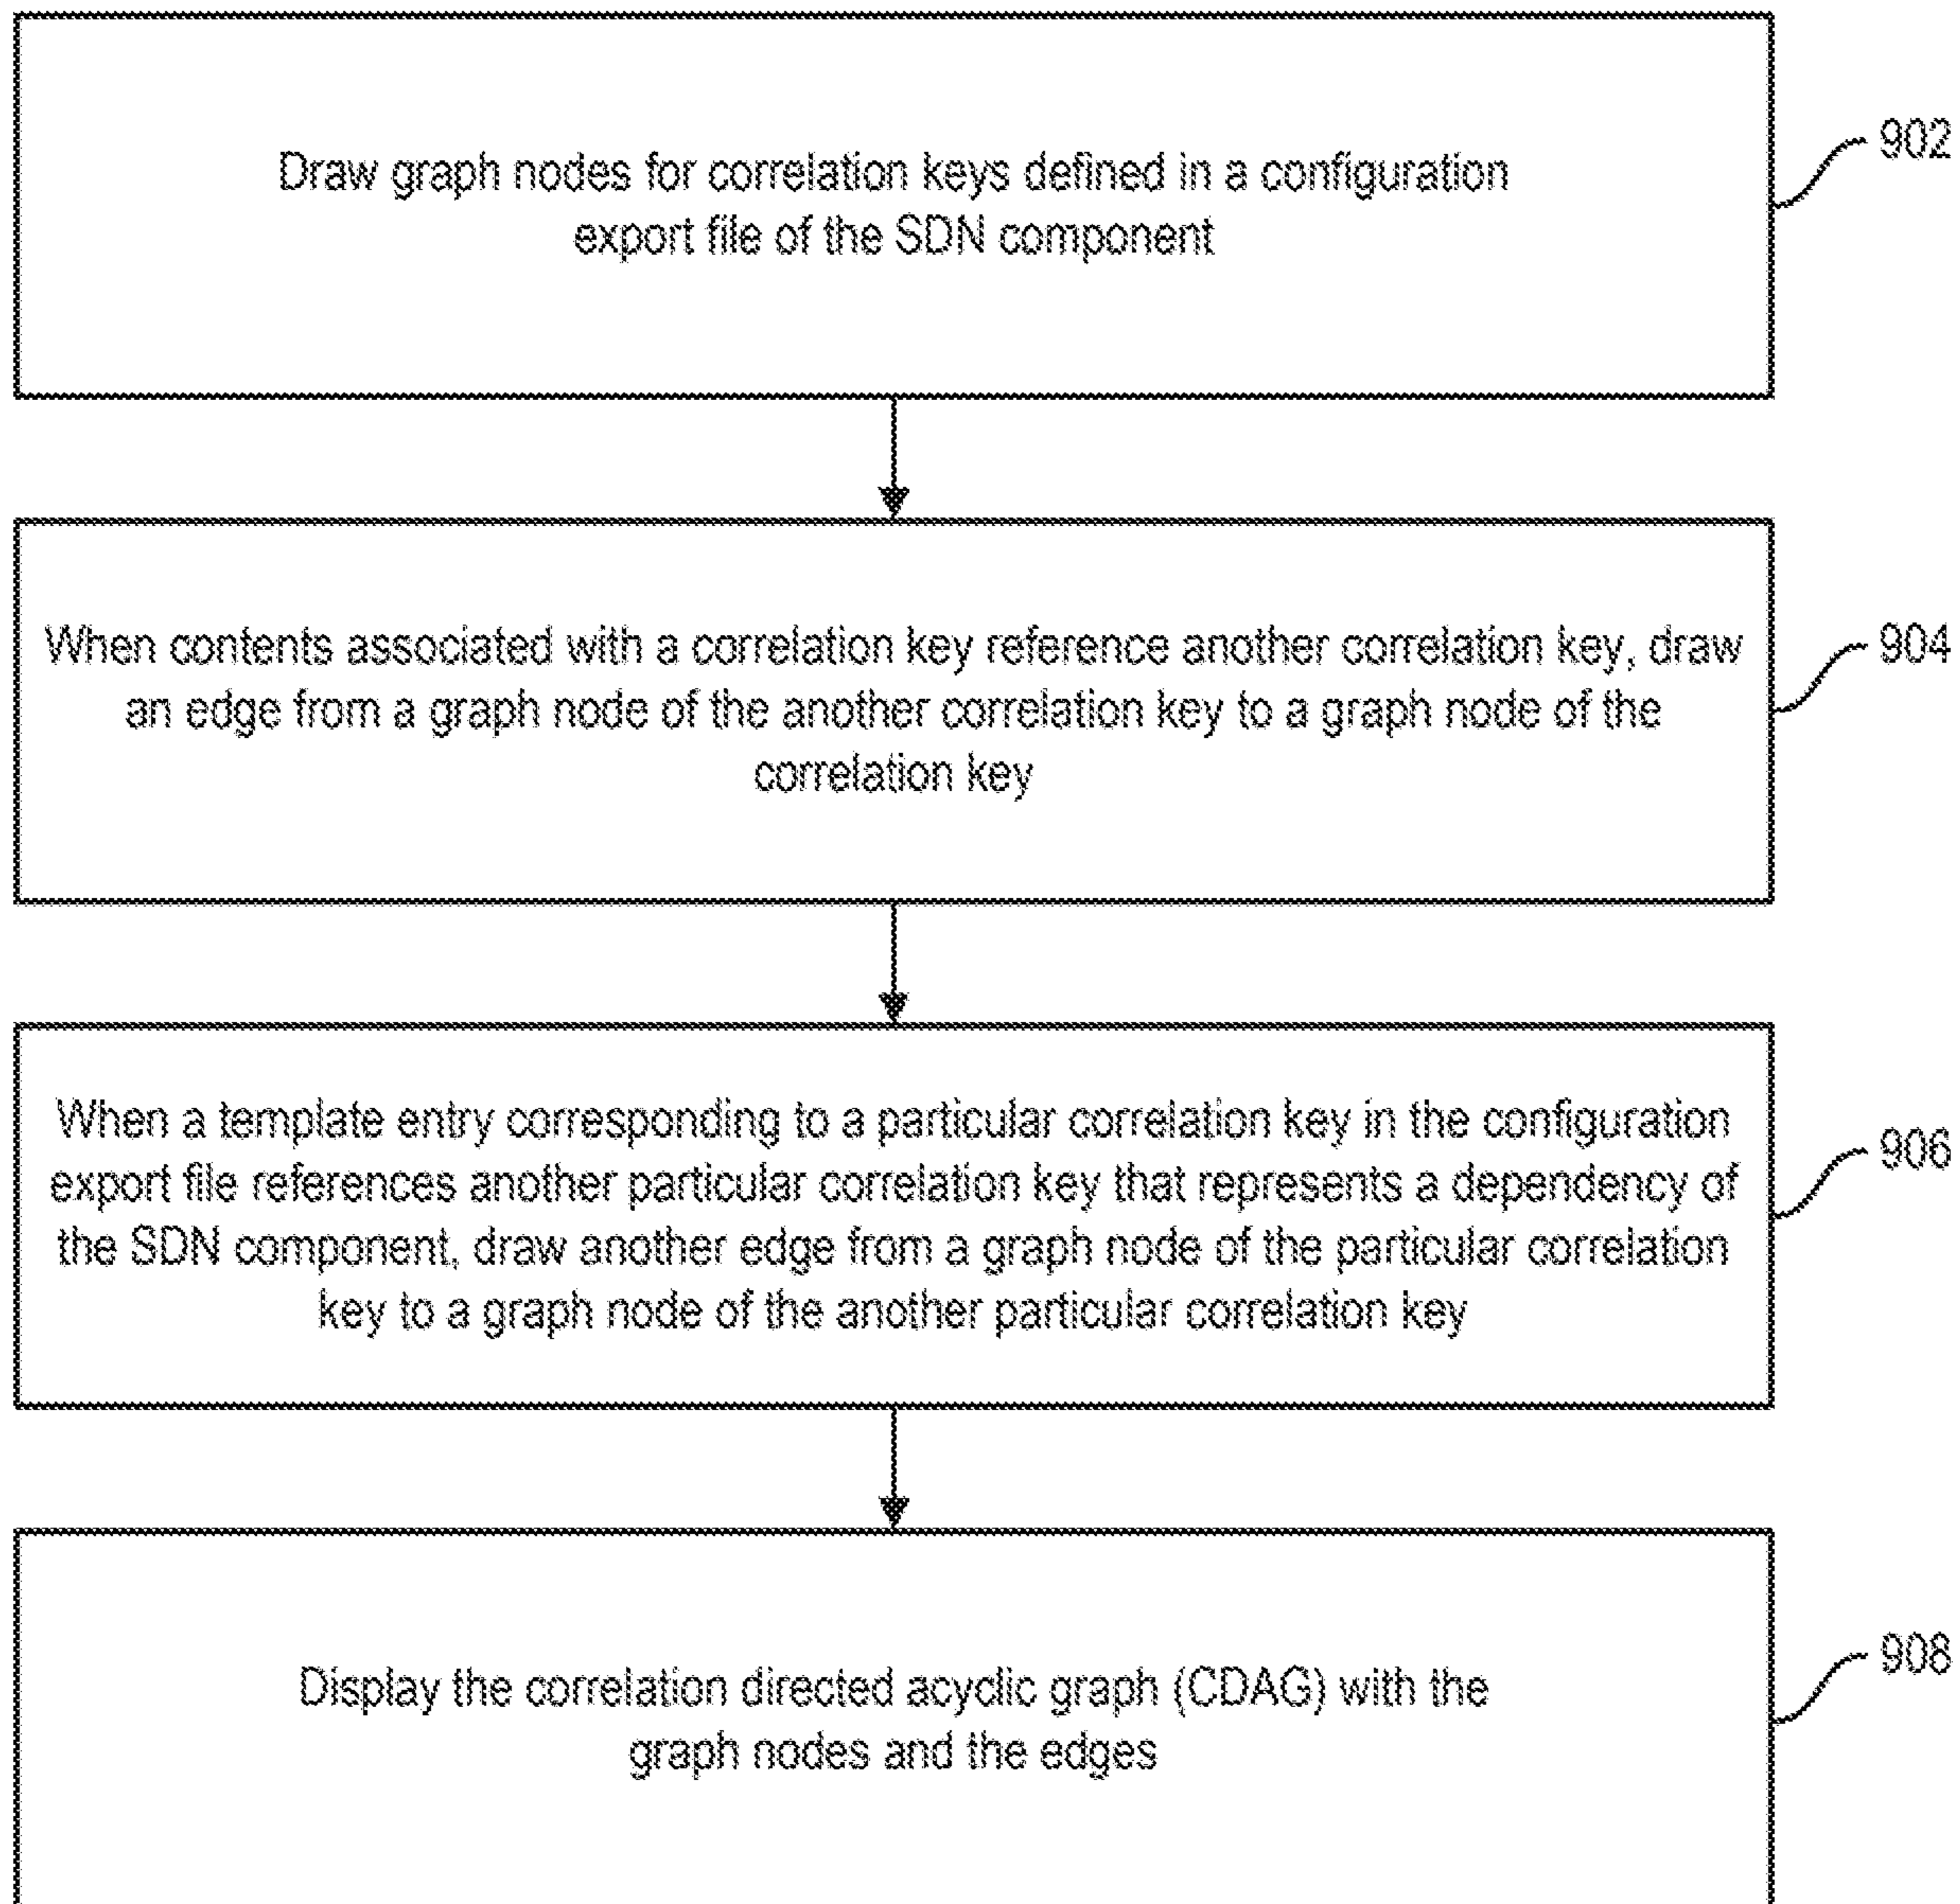 Draw graph nodes for correlation keys defined in a configuration
export file of the SDN component
902
When contents associated with a correlation key reference another correlation key, draw
an edge from a graph node of the another correlation key to a graph node of the
correlation key
904
When a template entry corresponding to a particular correlation key in the configuration
export file references another particular correlation key that represents a dependency of
the SDN component, draw another edge from a graph node of the particular correlation
key to a graph node of the another particular correlation key
906
Display the correlation directed acyclic graph (CDAG) with the
graph nodes and the edges
908